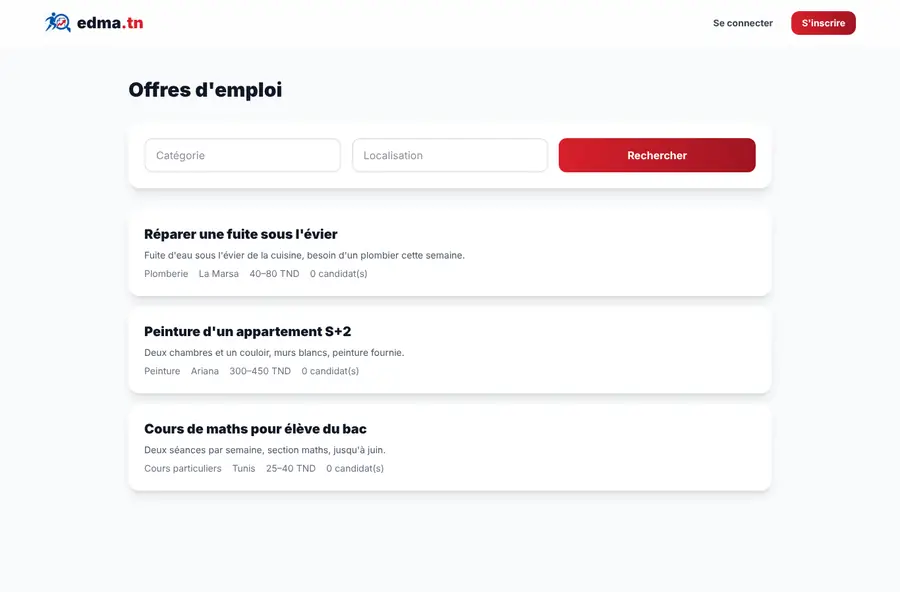 edma.tn
Se connecter
S'inscrire
Offres d'emploi
Catégorie
Localisation
Rechercher
Réparer une fuite sous l'évier
Fuite d'eau sous l'évier de la cuisine, besoin d'un plombier cette semaine.
Plomberie La Marsa 40–80 TND 0 candidat(s)
Peinture d'un appartement S+2
Deux chambres et un couloir, murs blancs, peinture fournie.
Peinture Ariana 300–450 TND 0 candidat(s)
Cours de maths pour élève du bac
Deux séances par semaine, section maths, jusqu'à juin.
Cours particuliers Tunis 25–40 TND 0 candidat(s)